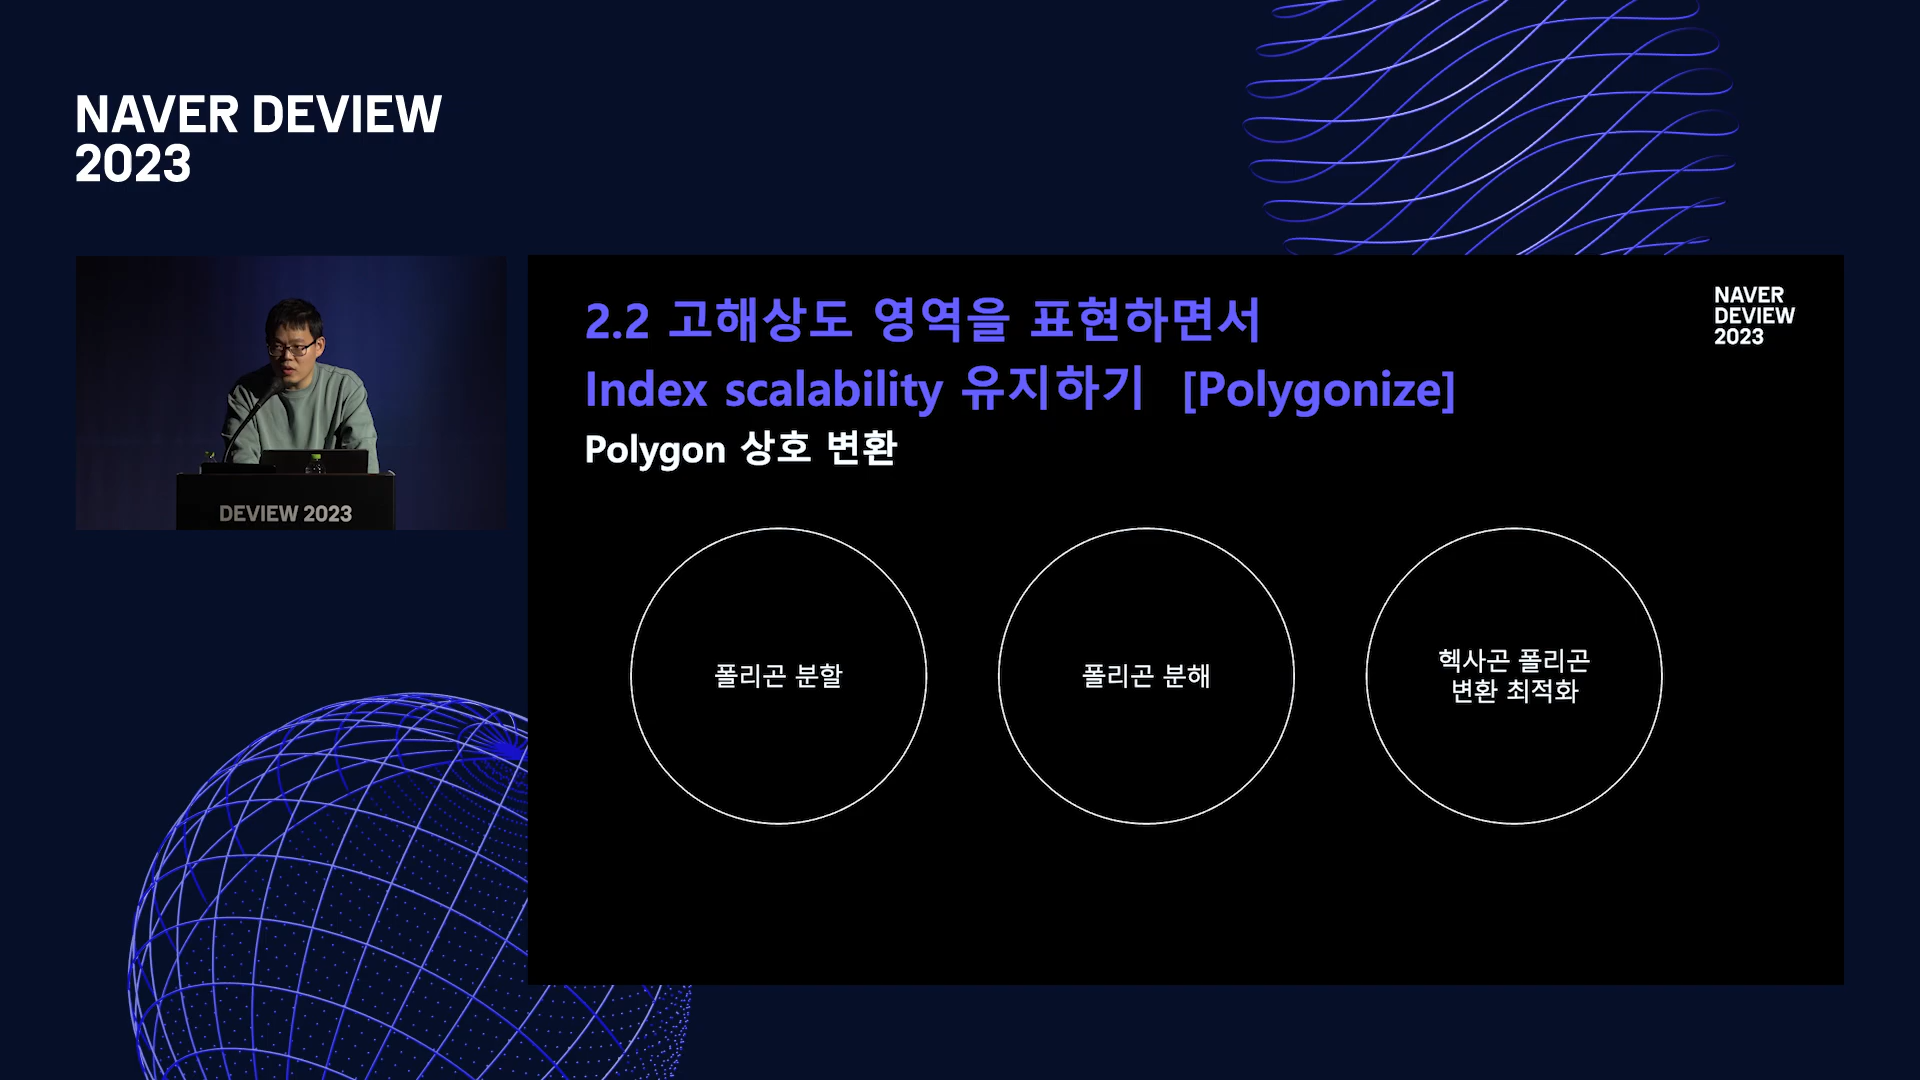 NAVER DEVIEW
2023
DEVIEW 2023
2.2 고해상도 영역을 표현하면서
Index scalability 유지하기 [Polygonize]
Polygon 상호 변환
NAVER
DEVIEW
2023
폴리곤 분할
폴리곤 분해
헥사곤 폴리곤
변환 최적화